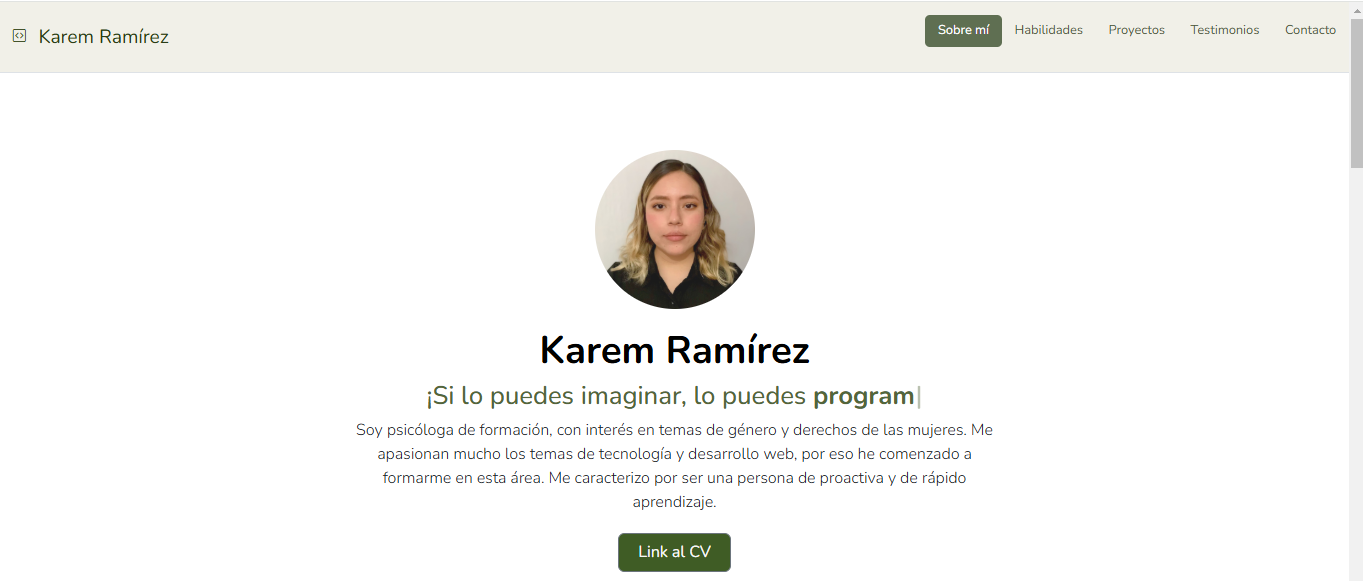 Karem Ramírez
Sobre mí Habilidades Proyectos Testimonios Contacto
Karem Ramírez
¡Si lo puedes imaginar, lo puedes program|
Soy psicóloga de formación, con interés en temas de género y derechos de las mujeres. Me
apasionan mucho los temas de tecnología y desarrollo web, por eso he comenzado a
formarme en esta área. Me caracterizo por ser una persona de proactiva y de rápido
aprendizaje.
Link al CV